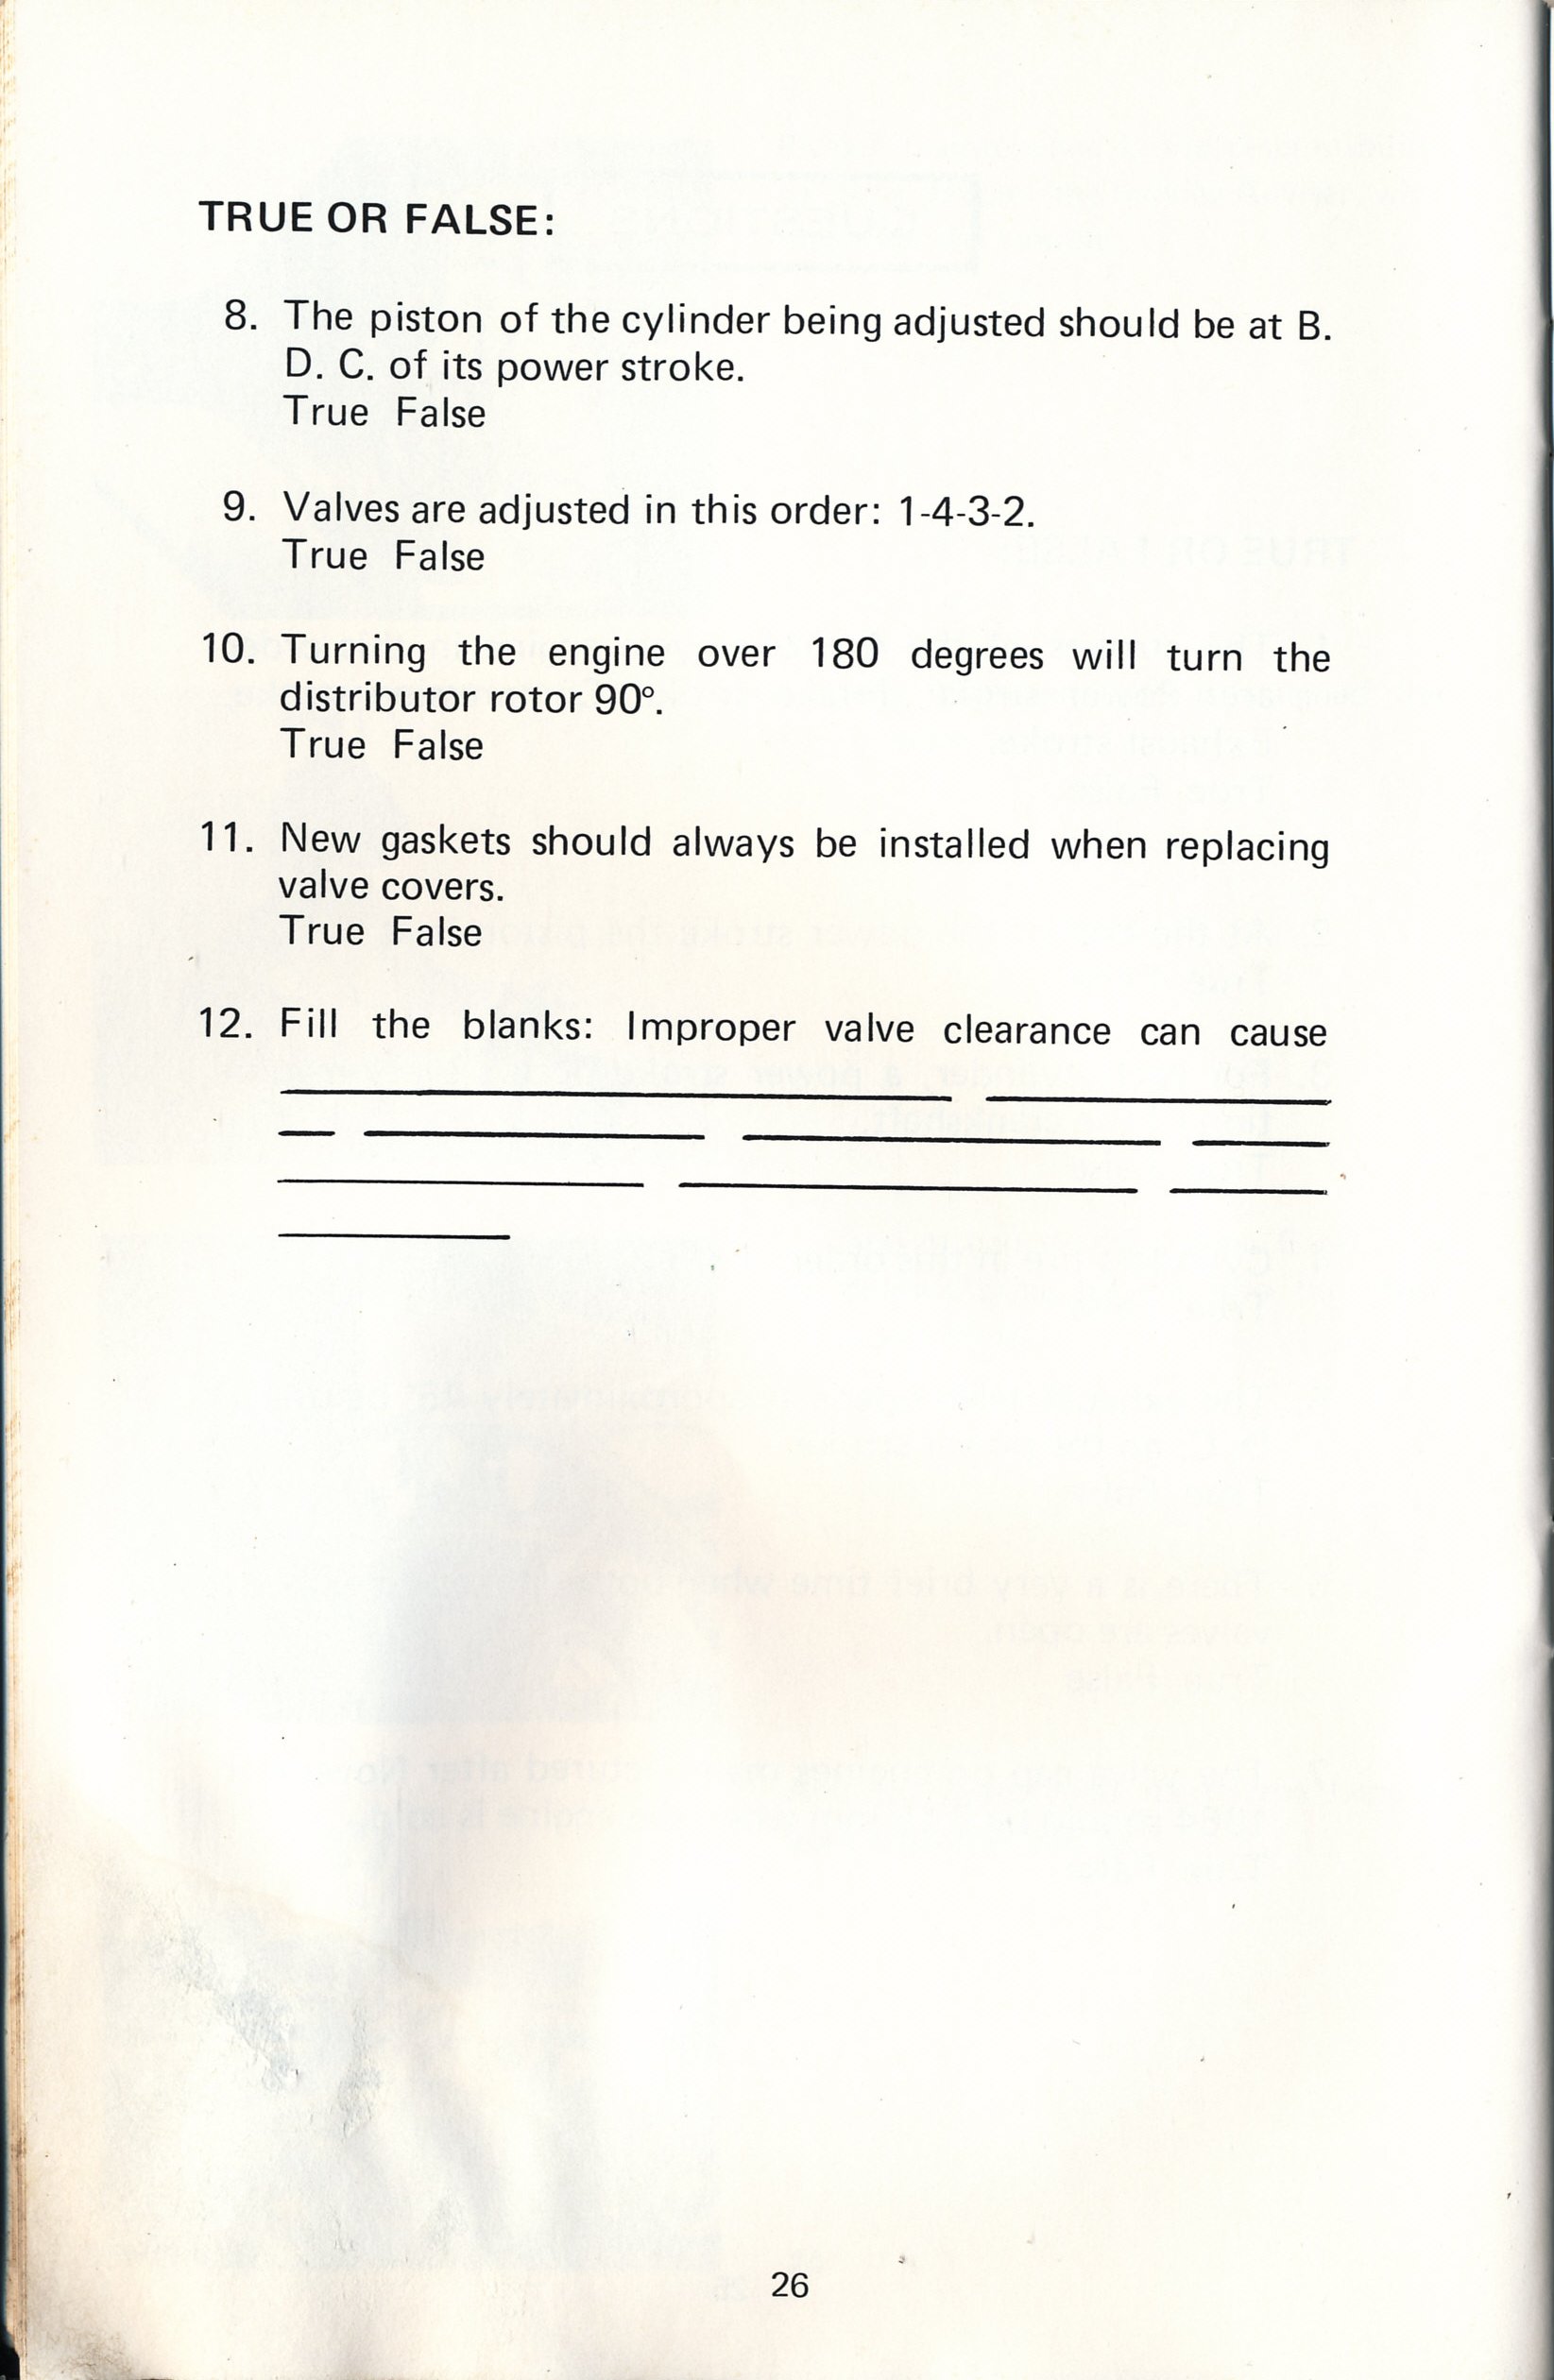 TRUE OR FALSE:
8. The piston of the cylinder being adjusted should be at B.
D. C. of its power stroke.
True False
9. Valves are adjusted in this order: 1-4-3-2.
True False
10. Turning the engine over 180 degrees will turn the
distributor rotor 90°.
True False
11. New gaskets should always be installed when replacing
valve covers.
True False
12. Fill the blanks: Improper valve clearance can cause
26